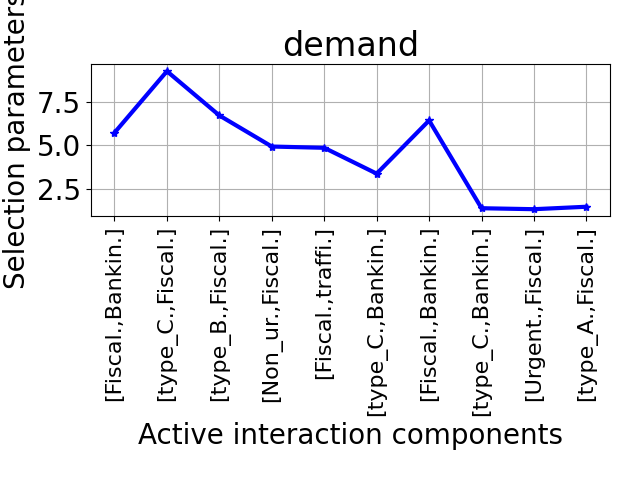 demand
Selection parameters
7.5
5.0
2.5
[Fiscal.,Bankin.]
[type_C.,Fiscal.]
[type_B.,Fiscal.]
[Non_ur.,Fiscal.]
[Fiscal.,traffi.]
[type_C.,Bankin.]
[Fiscal.,Bankin.]
[type_C.,Bankin.]
[Urgent.,Fiscal.]
[type_A.,Fiscal.]
Active interaction components